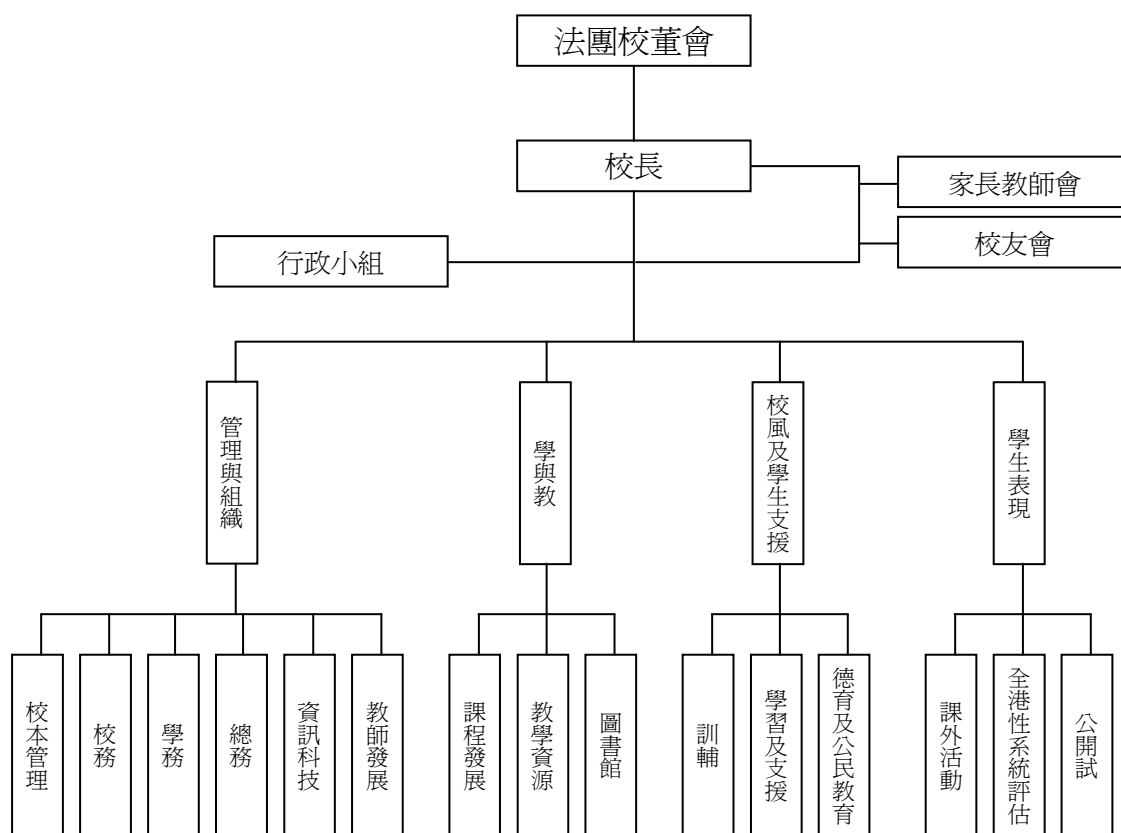 法團校董會
校長
家長教師會
校友會
行政小組
管理與組織
學與教
校風及學生支援
學生表現
校本管理
校務
學務
總務
資訊科技
教師發展
課程發展
教學資源
圖書館
訓輔
學習及支援
德育及公民教育
課外活動
全港性系統評估
公開試